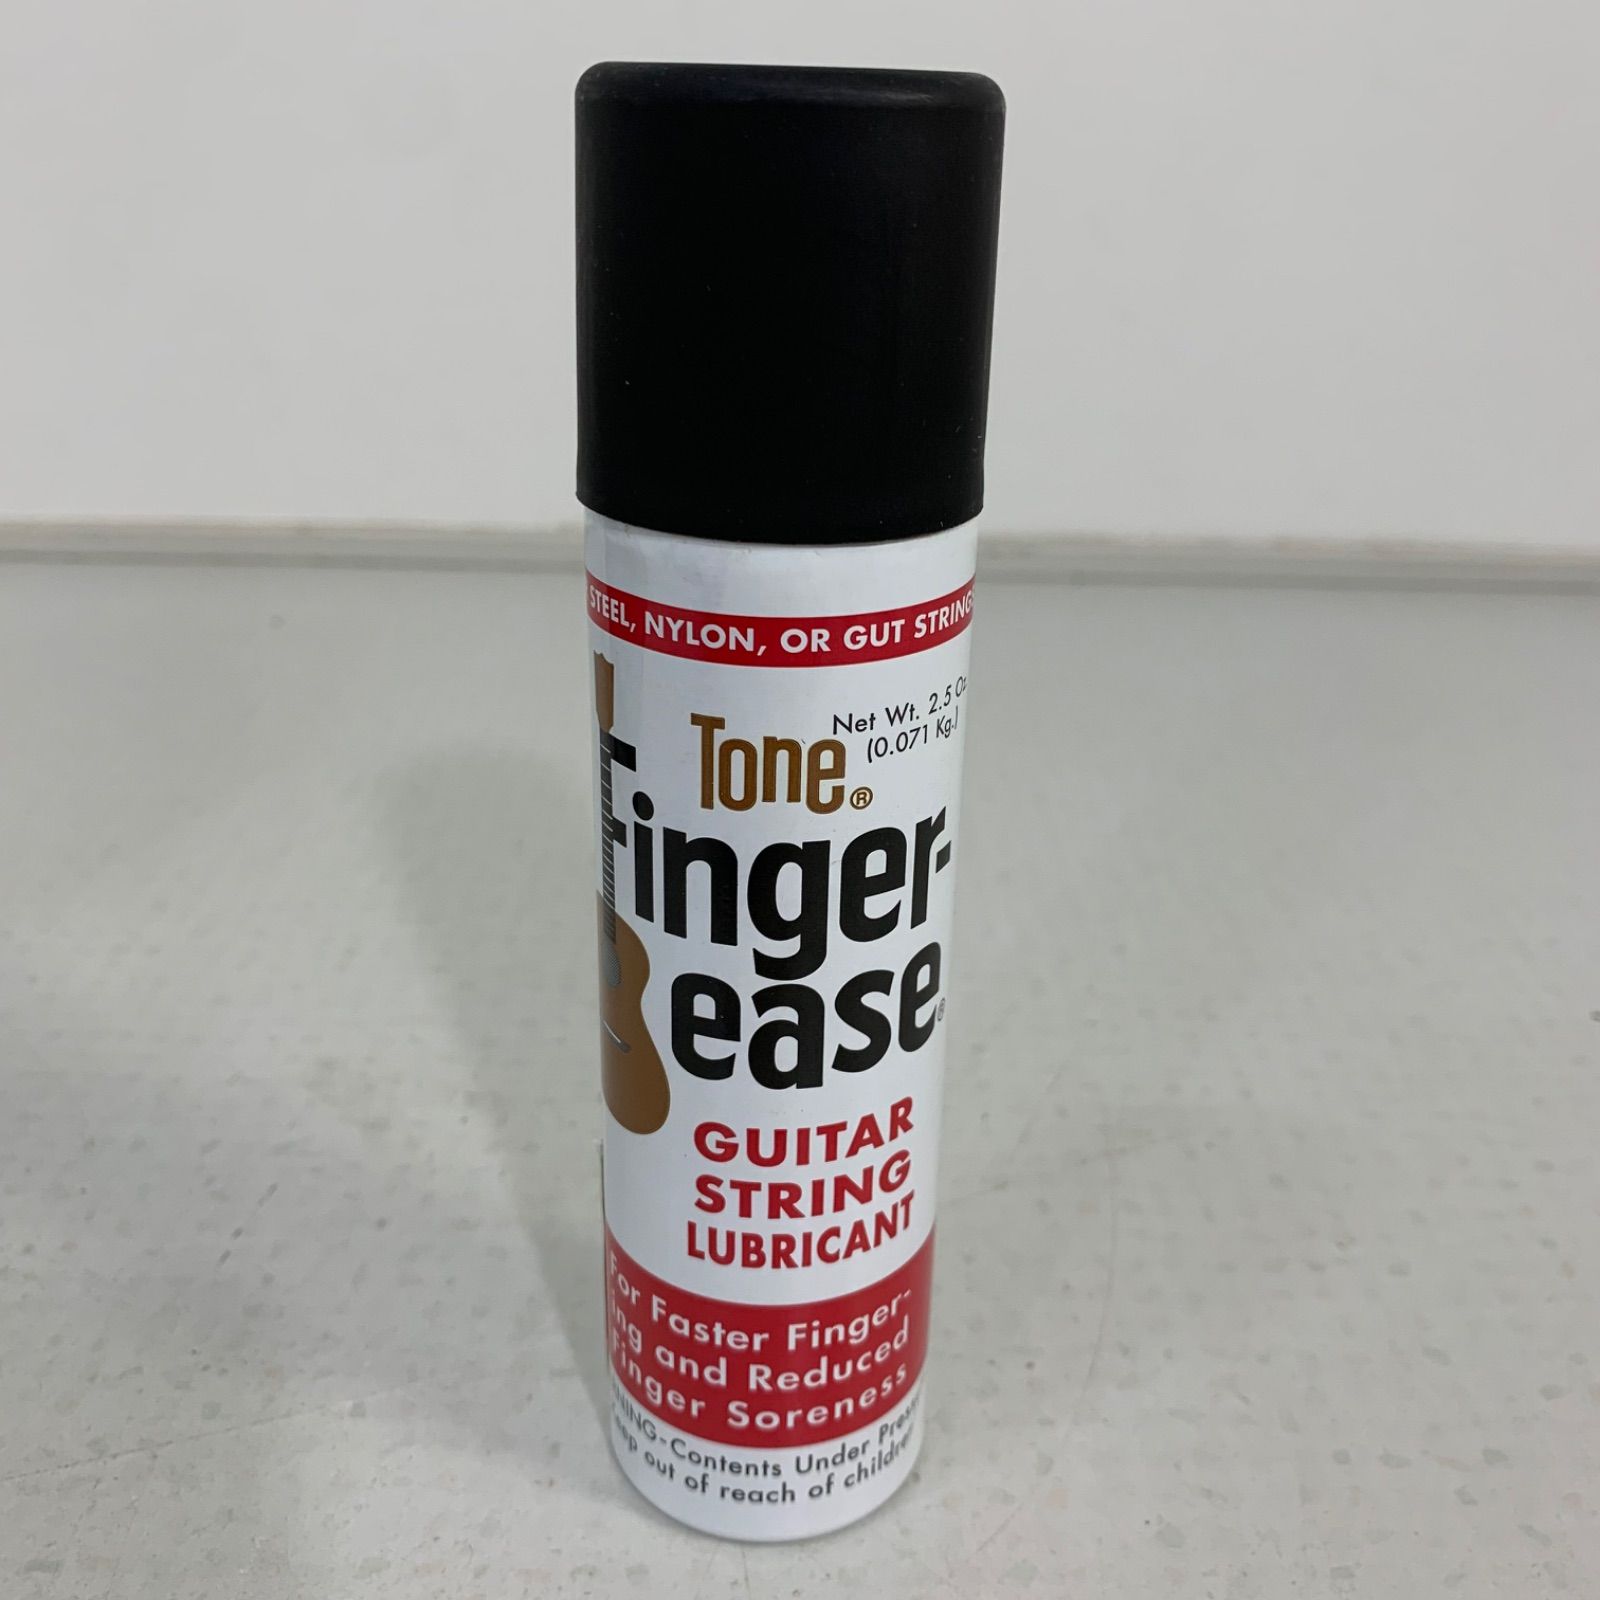 STEEL, NYLON, OR GUT STRINGS
Net Wt. 2.5 Oz.
(0.071 Kg.)
Tone®
Finger-
ease®
GUITAR
STRING
LUBRICANT
For Faster Finger-
ing and Reduced
Finger Soreness
Contents Under
out of reach of